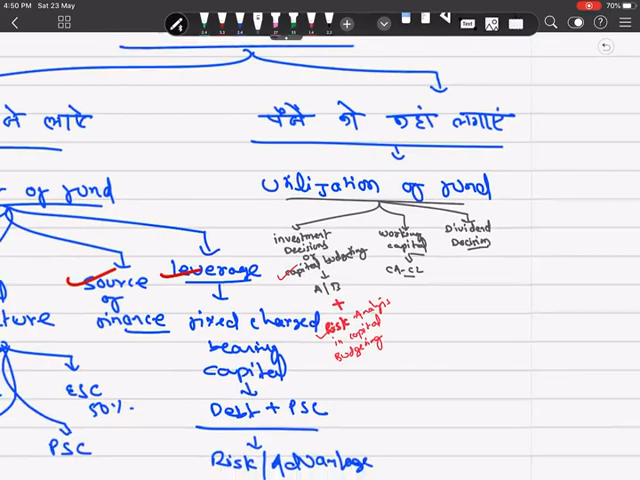 4:50 PM Sat 23 May
70%
Text
लाएं
पैसे को कहां लगाएं
of fund
Utilization of fund
investment
Decisions
or
capital budgeting
A/B
+
Risk Analysis
in capital
Budgeting
working
capital
CA-CL
Dividend
Decision
Source
of
finance
leverage
fixed charged
bearing
capital
Debt + PSC
Risk/Advantage
ESC
50%
PSC